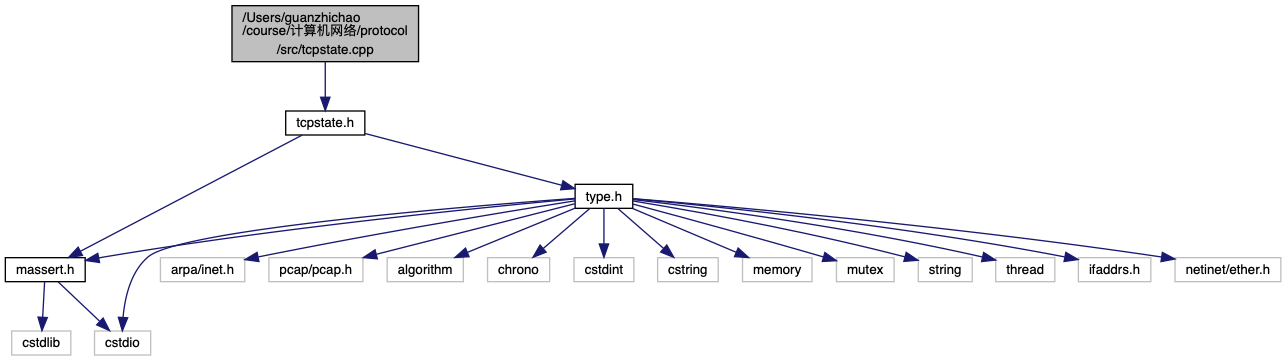 /Users/guanzhichao
/course/计算机网络/protocol
/src/tcpstate.cpp
tcpstate.h
type.h
massert.h
arpa/inet.h
pcap/pcap.h
algorithm
chrono
cstdint
cstring
memory
mutex
string
thread
ifaddrs.h
netinet/ether.h
cstdlib
cstdio